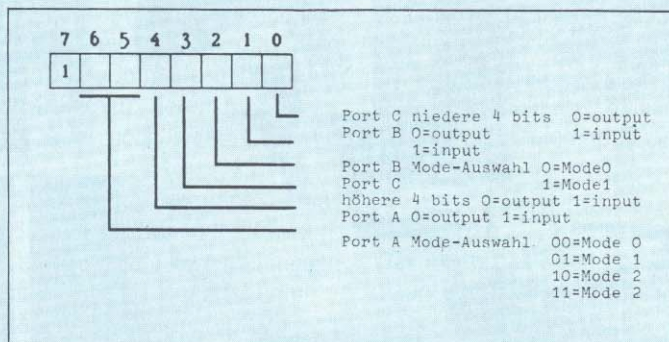 7 6 5 4 3 2 1 0
1
Port C niedere 4 bits 0=output
Port B 0=output 1=input
1=input
Port B Mode-Auswahl 0=Mode0
Port C 1=Mode1
höhere 4 bits 0=output 1=input
Port A 0=output 1=input
Port A Mode-Auswahl. 00=Mode 0
01=Mode 1
10=Mode 2
11=Mode 2